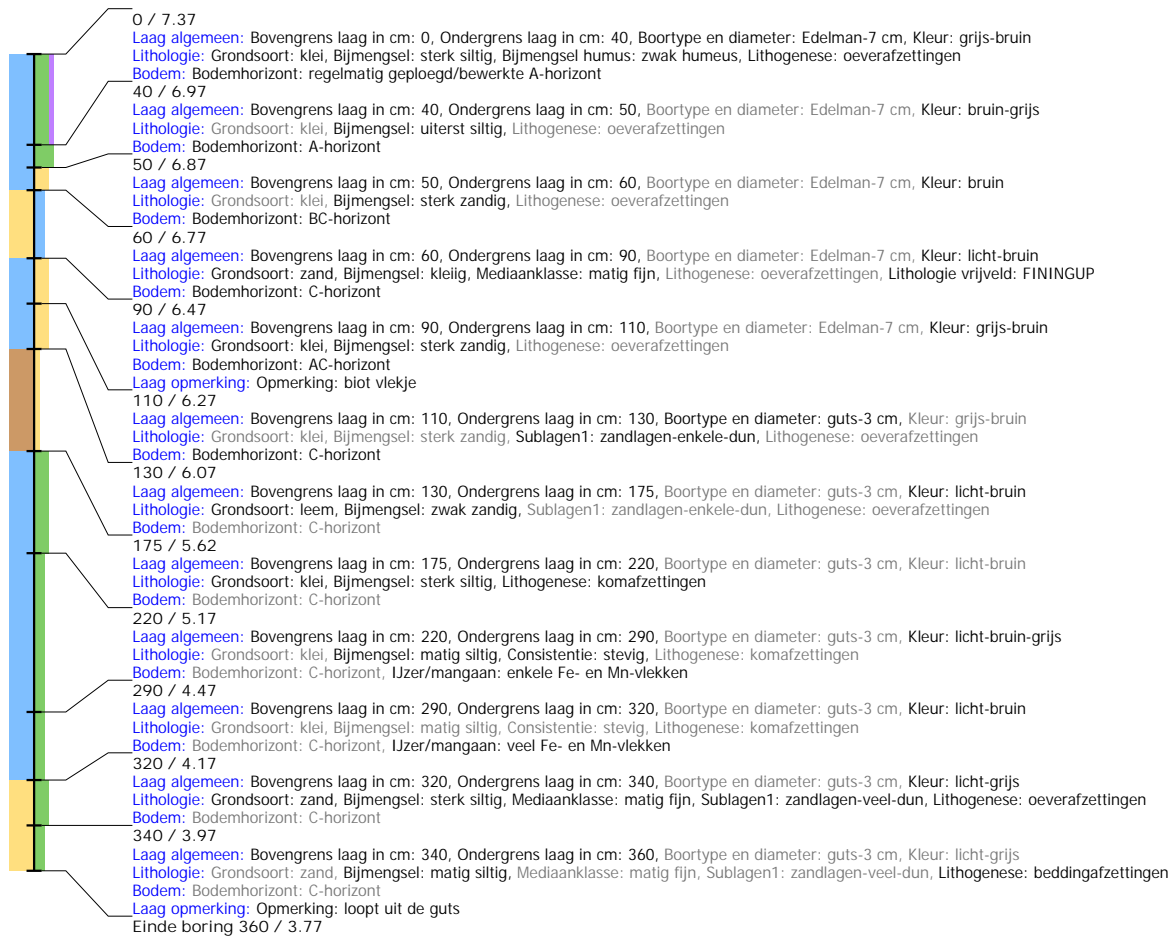 0 / 7.37
Laag algemeen: Bovengrens laag in cm: 0, Ondergrens laag in cm: 40, Boortype en diameter: Edelman-7 cm, Kleur: grijs-bruin
Lithologie: Grondsoort: klei, Bijmengsel: sterk siltig, Bijmengsel humus: zwak humeus, Lithogenese: oeverafzettingen
Bodem: Bodemhorizont: regelmatig geploegd/bewerkte A-horizont
40 / 6.97
Laag algemeen: Bovengrens laag in cm: 40, Ondergrens laag in cm: 50, Boortype en diameter: Edelman-7 cm, Kleur: bruin-grijs
Lithologie: Grondsoort: klei, Bijmengsel: uiterst siltig, Lithogenese: oeverafzettingen
Bodem: Bodemhorizont: A-horizont
50 / 6.87
Laag algemeen: Bovengrens laag in cm: 50, Ondergrens laag in cm: 60, Boortype en diameter: Edelman-7 cm, Kleur: bruin
Lithologie: Grondsoort: klei, Bijmengsel: sterk zandig, Lithogenese: oeverafzettingen
Bodem: Bodemhorizont: BC-horizont
60 / 6.77
Laag algemeen: Bovengrens laag in cm: 60, Ondergrens laag in cm: 90, Boortype en diameter: Edelman-7 cm, Kleur: licht-bruin
Lithologie: Grondsoort: zand, Bijmengsel: kleiig, Mediaanklasse: matig fijn, Lithogenese: oeverafzettingen, Lithologie vrijveld: FININGUP
Bodem: Bodemhorizont: C-horizont
90 / 6.47
Laag algemeen: Bovengrens laag in cm: 90, Ondergrens laag in cm: 110, Boortype en diameter: Edelman-7 cm, Kleur: grijs-bruin
Lithologie: Grondsoort: klei, Bijmengsel: sterk zandig, Lithogenese: oeverafzettingen
Bodem: Bodemhorizont: AC-horizont
Laag opmerking: Opmerking: biot vlekje
110 / 6.27
Laag algemeen: Bovengrens laag in cm: 110, Ondergrens laag in cm: 130, Boortype en diameter: guts-3 cm, Kleur: grijs-bruin
Lithologie: Grondsoort: klei, Bijmengsel: sterk zandig, Sublagen1: zandlagen-enkele-dun, Lithogenese: oeverafzettingen
Bodem: Bodemhorizont: C-horizont
130 / 6.07
Laag algemeen: Bovengrens laag in cm: 130, Ondergrens laag in cm: 175, Boortype en diameter: guts-3 cm, Kleur: licht-bruin
Lithologie: Grondsoort: leem, Bijmengsel: zwak zandig, Sublagen1: zandlagen-enkele-dun, Lithogenese: oeverafzettingen
Bodem: Bodemhorizont: C-horizont
175 / 5.62
Laag algemeen: Bovengrens laag in cm: 175, Ondergrens laag in cm: 220, Boortype en diameter: guts-3 cm, Kleur: licht-bruin
Lithologie: Grondsoort: klei, Bijmengsel: sterk siltig, Lithogenese: komafzettingen
Bodem: Bodemhorizont: C-horizont
220 / 5.17
Laag algemeen: Bovengrens laag in cm: 220, Ondergrens laag in cm: 290, Boortype en diameter: guts-3 cm, Kleur: licht-bruin-grijs
Lithologie: Grondsoort: klei, Bijmengsel: matig siltig, Consistentie: stevig, Lithogenese: komafzettingen
Bodem: Bodemhorizont: C-horizont, IJzer/mangaan: enkele Fe- en Mn-vlekken
290 / 4.47
Laag algemeen: Bovengrens laag in cm: 290, Ondergrens laag in cm: 320, Boortype en diameter: guts-3 cm, Kleur: licht-bruin
Lithologie: Grondsoort: klei, Bijmengsel: matig siltig, Consistentie: stevig, Lithogenese: komafzettingen
Bodem: Bodemhorizont: C-horizont, IJzer/mangaan: veel Fe- en Mn-vlekken
320 / 4.17
Laag algemeen: Bovengrens laag in cm: 320, Ondergrens laag in cm: 340, Boortype en diameter: guts-3 cm, Kleur: licht-grijs
Lithologie: Grondsoort: zand, Bijmengsel: sterk siltig, Mediaanklasse: matig fijn, Sublagen1: zandlagen-veel-dun, Lithogenese: oeverafzettingen
Bodem: Bodemhorizont: C-horizont
340 / 3.97
Laag algemeen: Bovengrens laag in cm: 340, Ondergrens laag in cm: 360, Boortype en diameter: guts-3 cm, Kleur: licht-grijs
Lithologie: Grondsoort: zand, Bijmengsel: matig siltig, Mediaanklasse: matig fijn, Sublagen1: zandlagen-veel-dun, Lithogenese: beddingafzettingen
Bodem: Bodemhorizont: C-horizont
Laag opmerking: Opmerking: loopt uit de guts
Einde boring 360 / 3.77